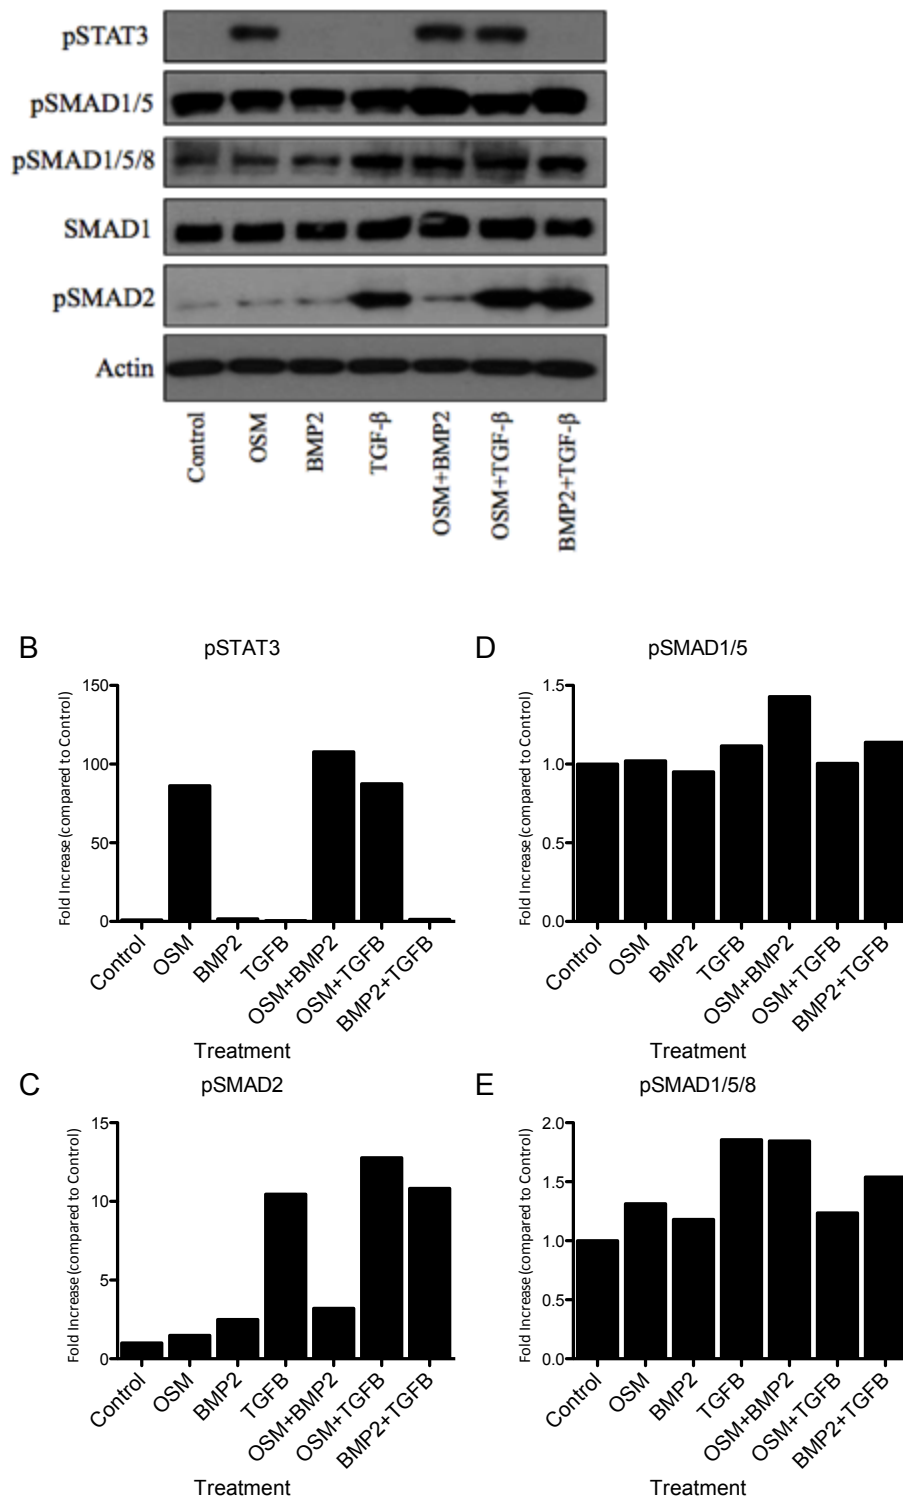 pSTAT3
pSMAD1/5
pSMAD1/5/8
SMAD1
pSMAD2
Actin
Control
OSM
BMP2
TGF-β
OSM+BMP2
OSM+TGF-β
BMP2+TGF-β
B
pSTAT3
Fold Increase (compared to Control)
150
100
50
0
Control
OSM
BMP2
TGFB
OSM+BMP2
OSM+TGFB
BMP2+TGFB
Treatment
D
pSMAD1/5
Fold Increase (compared to Control)
1.5
1.0
0.5
0.0
Control
OSM
BMP2
TGFB
OSM+BMP2
OSM+TGFB
BMP2+TGFB
Treatment
C
pSMAD2
Fold Increase (compared to Control)
15
10
5
0
Control
OSM
BMP2
TGFB
OSM+BMP2
OSM+TGFB
BMP2+TGFB
Treatment
E
pSMAD1/5/8
Fold Increase (compared to Control)
2.0
1.5
1.0
0.5
0.0
Control
OSM
BMP2
TGFB
OSM+BMP2
OSM+TGFB
BMP2+TGFB
Treatment